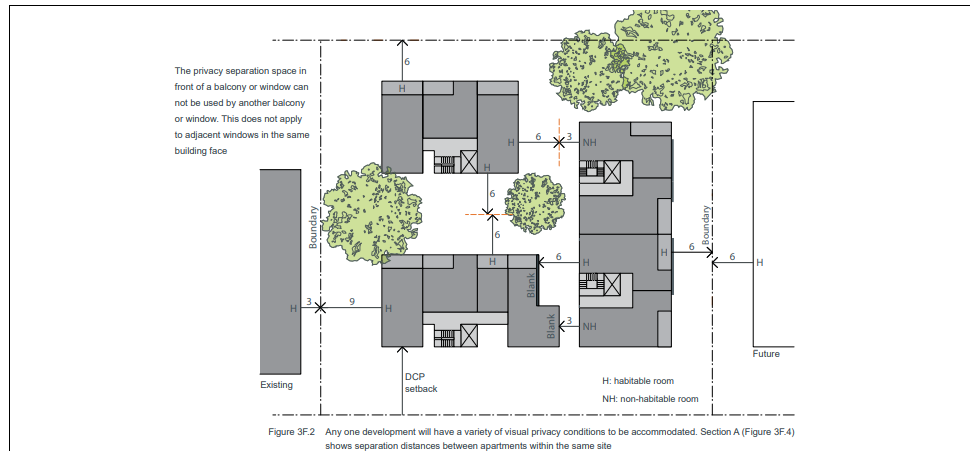 The privacy separation space in
front of a balcony or window can
not be used by another balcony
or window. This does not apply
to adjacent windows in the same
building face
6
H
H
6
3
NH
H
6
6
H
Boundary
Boundary
H
3
9
H
Blank
6
H
Blank
3
NH
H
6
6
H
Existing
DCP
setback
Future
H: habitable room
NH: non-habitable room
Figure 3F.2 Any one development will have a variety of visual privacy conditions to be accommodated. Section A (Figure 3F.4)
shows separation distances between apartments within the same site